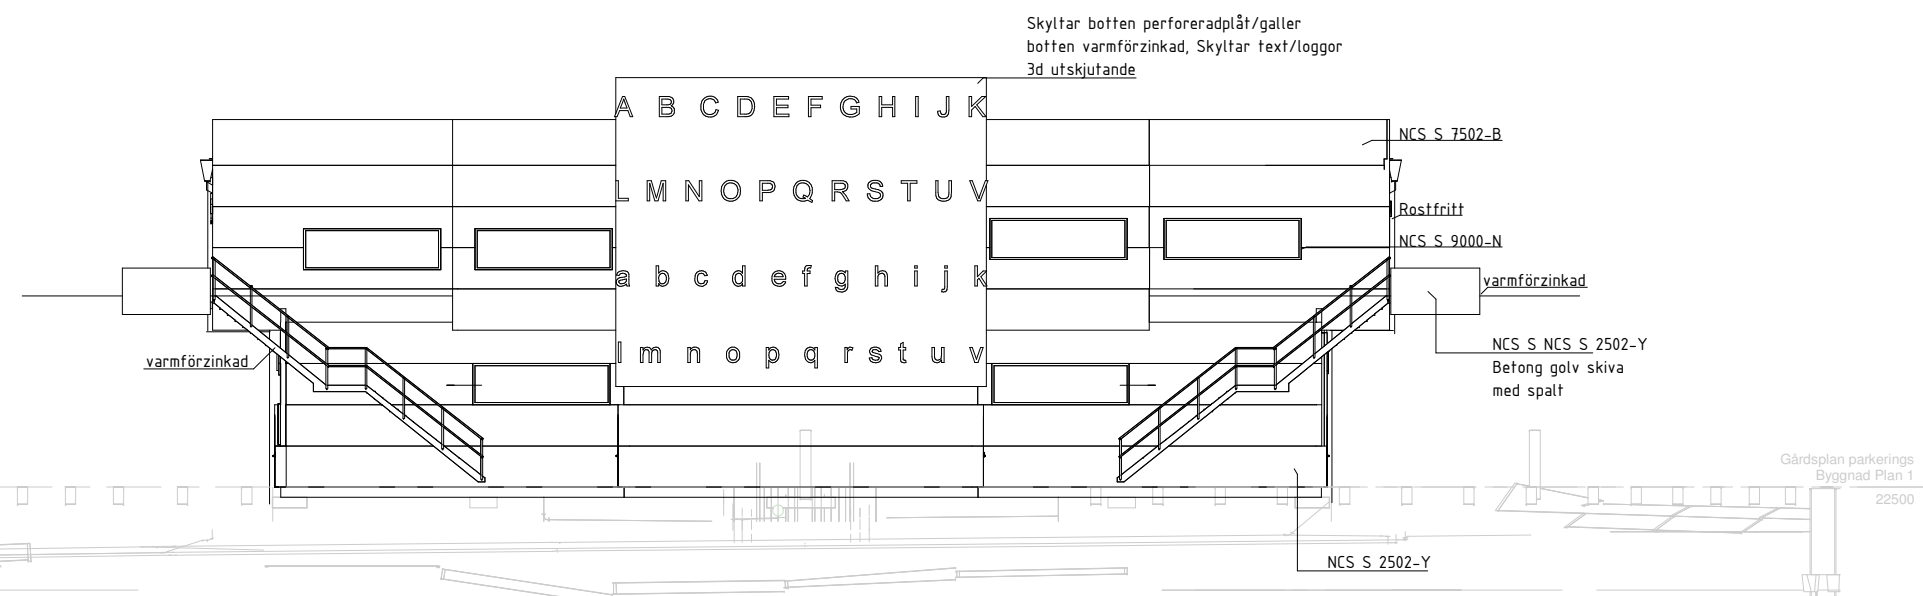 Skyltar botten perforeradplåt/galler
botten varmförzinkad, Skyltar text/loggor
3d utskjutande
A B C D E F G H I J K
NCS S 7502-B
L M N O P Q R S T U V
Rostfritt
NCS S 9000-N
a b c d e f g h i j k
varmförzinkad
NCS S NCS S 2502-Y
Betong golv skiva
med spalt
l m n o p q r s t u v
varmförzinkad
Gårdsplan parkerings
Byggnad Plan 1
22500
NCS S 2502-Y